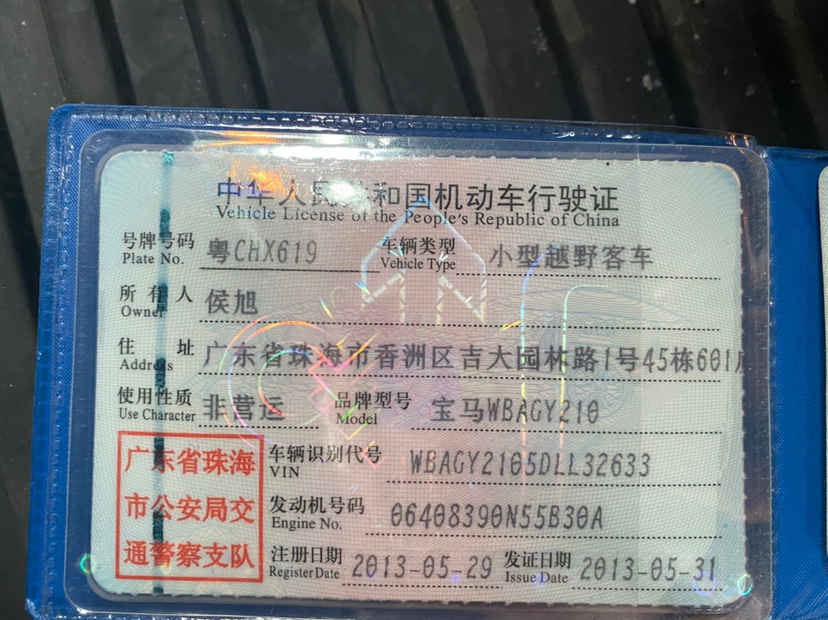 中华人民共和国机动车行驶证
Vehicle License of the People's Republic of China
号牌号码 粤CHX619 车辆类型 小型越野客车
Plate No. Vehicle Type
所有人 侯旭
Owner
住址 广东省珠海市香洲区吉大园林路1号45栋601
Address
使用性质 非营运 品牌型号 宝马WBAGY210
Use Character Model
广东省珠海 车辆识别代号 WBAGY2105DLL32633
VIN
市公安局交 发动机号码 06408390N55B30A
Engine No.
通警察支队 注册日期 2013-05-29 发证日期 2013-05-31
Register Date Issue Date